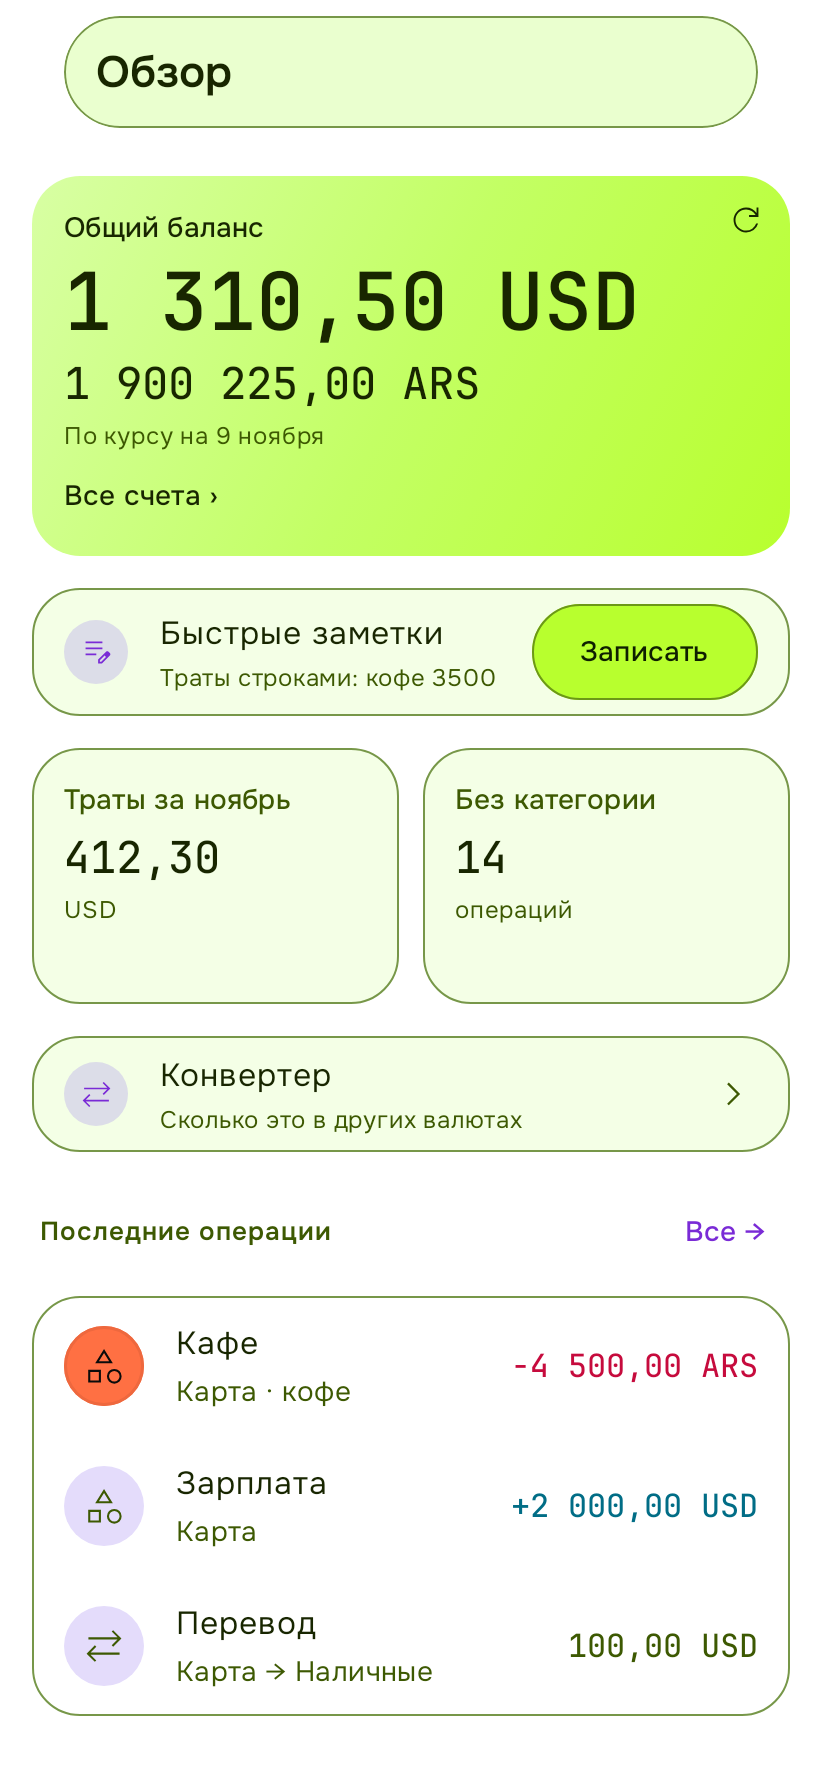 Обзор
Общий баланс
1 310,50 USD
1 900 225,00 ARS
По курсу на 9 ноября
Все счета ›
Быстрые заметки
Траты строками: кофе 3500
Записать
Траты за ноябрь
412,30
USD
Без категории
14
операций
Конвертер
Сколько это в других валютах
Последние операции
Все →
Кафе
Карта · кофе
-4 500,00 ARS
Зарплата
Карта
+2 000,00 USD
Перевод
Карта → Наличные
100,00 USD